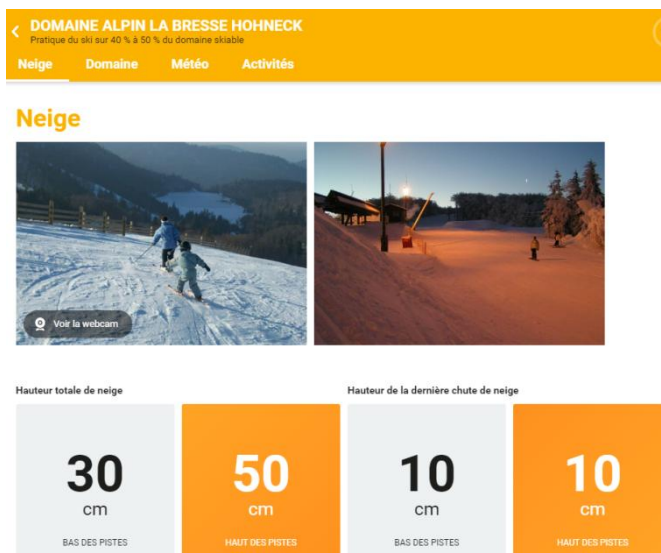 DOMAINE ALPIN LA BRESSE HOHNECK
Pratique du ski sur 40 % à 50 % du domaine skiable
Neige Domaine Météo Activités
Neige
Voir la webcam
Hauteur totale de neige
Hauteur de la dernière chute de neige
30 50 10 10
cm cm cm cm
BAS DES PISTES HAUT DES PISTES BAS DES PISTES HAUT DES PISTES